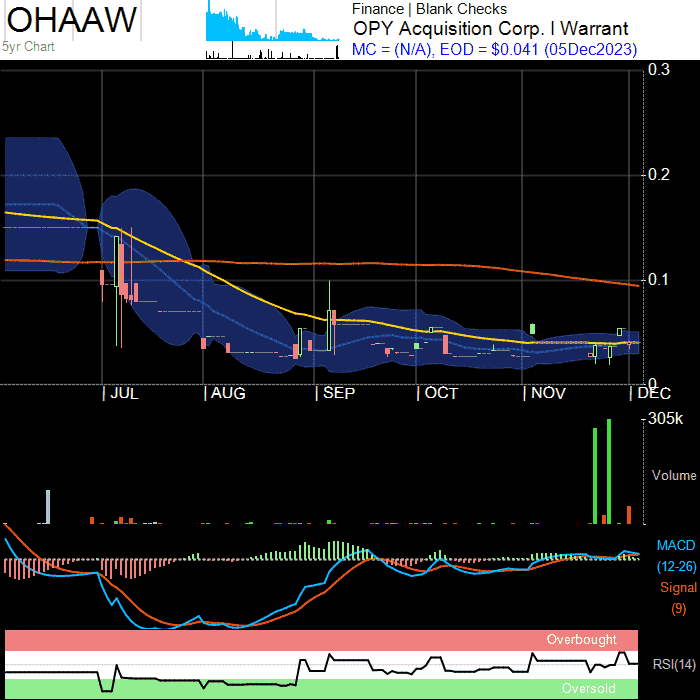 OHAAW
5yr Chart
Finance | Blank Checks
OPY Acquisition Corp. I Warrant
MC = (N/A), EOD = $0.041 (05Dec2023)
0.3
0.2
0.1
0
| JUL | AUG | SEP | OCT | NOV | DEC
305k
Volume
MACD
(12-26)
Signal
(9)
Overbought
RSI(14)
Oversold